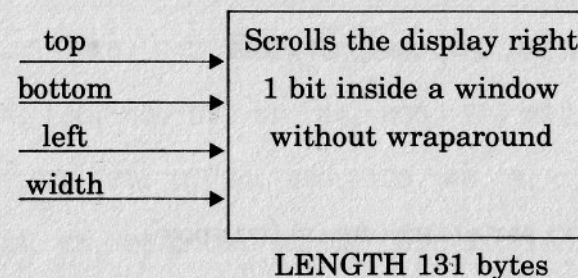 top
bottom
left
width
Scrolls the display right
1 bit inside a window
without wraparound
LENGTH 131 bytes